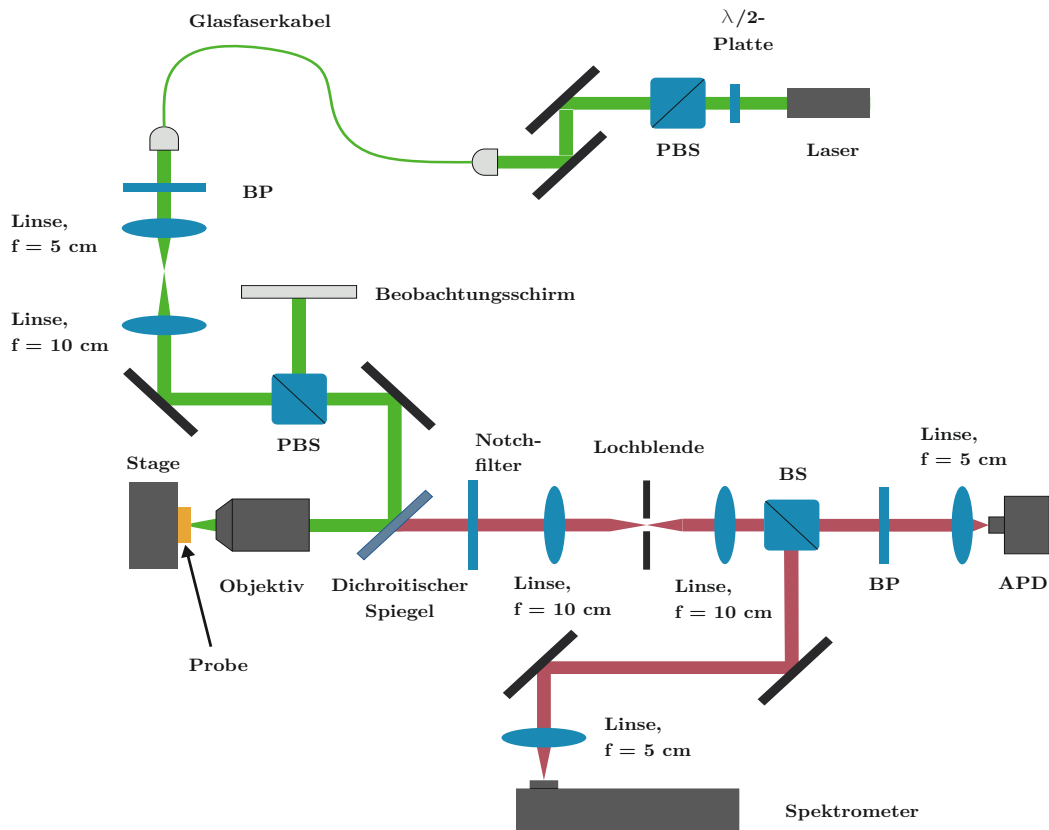 Glasfaserkabel
λ/2-
Platte
PBS
Laser
BP
Linse,
f = 5 cm
Linse,
f = 10 cm
Beobachtungsschirm
PBS
Stage
Notch-
filter
Lochblende
BS
Linse,
f = 5 cm
Objektiv
Dichroitischer
Spiegel
Linse,
f = 10 cm
Linse,
f = 10 cm
BP
APD
Probe
Linse,
f = 5 cm
Spektrometer